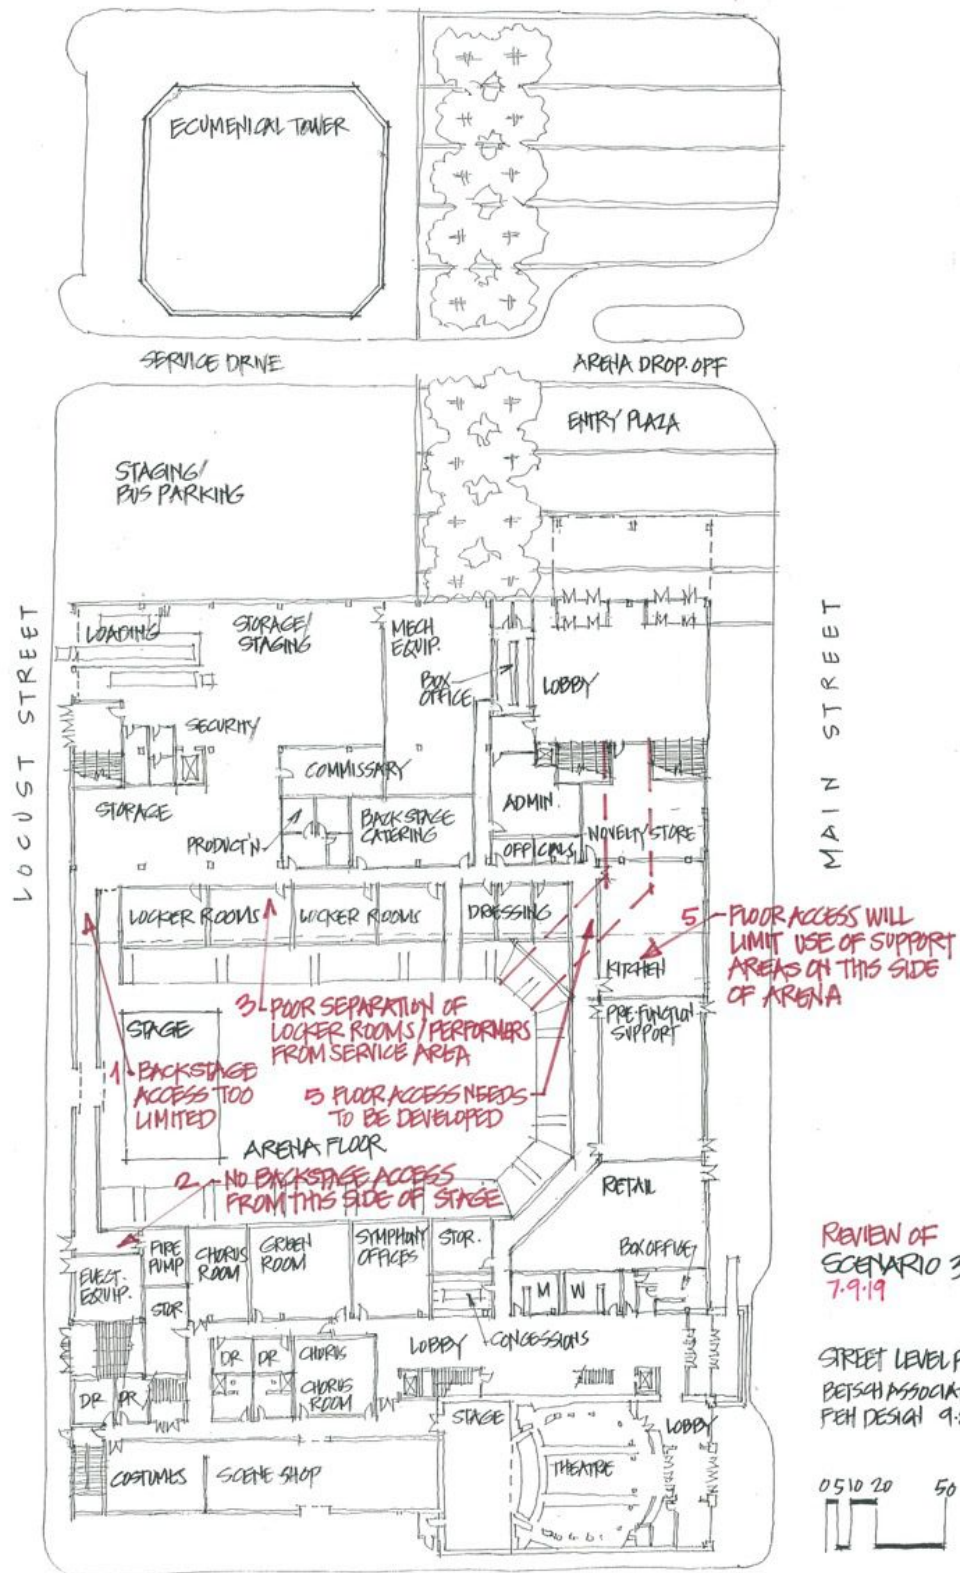 ECUMENICAL TOWER
SERVICE DRIVE
ARENA DROP.OFF
ENTRY PLAZA
STAGING/
BUS PARKING
LOCUST STREET
MAIN STREET
LOADING
STORAGE/
STAGING
MECH
EQUIP.
BOX
OFFICE
LOBBY
SECURITY
COMMISSARY
STORAGE
PRODUCT'N
BACKSTAGE
CATERING
ADMIN.
OFFICIALS
NOVELTY STORE
LOCKER ROOMS
LOCKER ROOMS
DRESSING
KITCHEN
5 FLOOR ACCESS WILL
LIMIT USE OF SUPPORT
AREAS ON THIS SIDE
OF ARENA
3 POOR SEPARATION OF
LOCKER ROOMS/PERFORMERS
FROM SERVICE AREA
PRE-FUNCTION
SUPPORT
STAGE
1 BACKSTAGE
ACCESS TOO
LIMITED
5 FLOOR ACCESS NEEDS
TO BE DEVELOPED
ARENA FLOOR
2 NO BACKSTAGE ACCESS
FROM THIS SIDE OF STAGE
RETAIL
BOX OFFICE
ELECT.
EQUIP.
FIRE
PUMP
STOR.
CHORUS
ROOM
GREEN
ROOM
SYMPHONY
OFFICES
STOR.
M
W
CONCESSIONS
LOBBY
DR
DR
CHORUS
CHORUS
ROOM
DR
DR
STAGE
THEATRE
LOBBY
COSTUMES
SCENE SHOP
REVIEW OF
SCENARIO 3
7.9.19
STREET LEVEL
BETSCH ASSOCIA
FEH DESIGN 9.
0 5 10 20 50